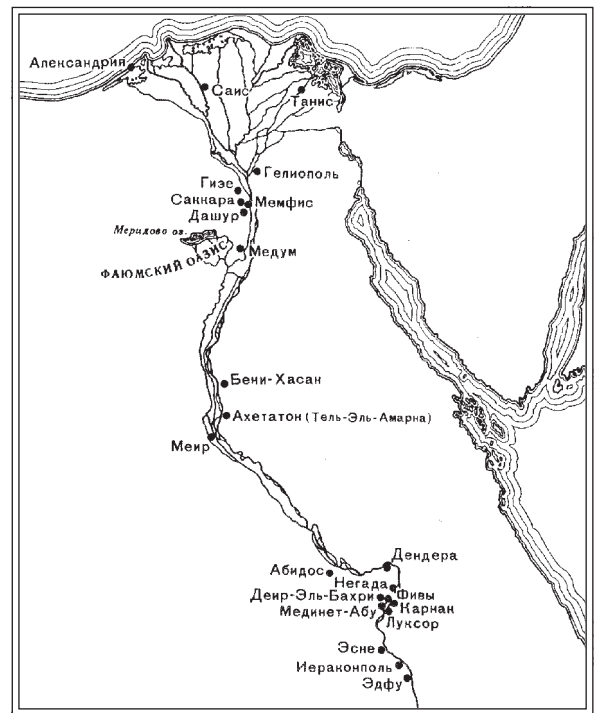 Александрия
Саис
Танис
Гелиополь
Гизе
Саккара
Мемфис
Дашур
Меридово оз.
Медум
ФАЮМСКИЙ ОАЗИС
Бени-Хасан
Ахетатон (Тель-Эль-Амарна)
Меир
Дендера
Абидос
Негада
Деир-Эль-Бахри
Фивы
Мединет-Абу
Карнак
Луксор
Эсне
Иераконполь
Эдфу